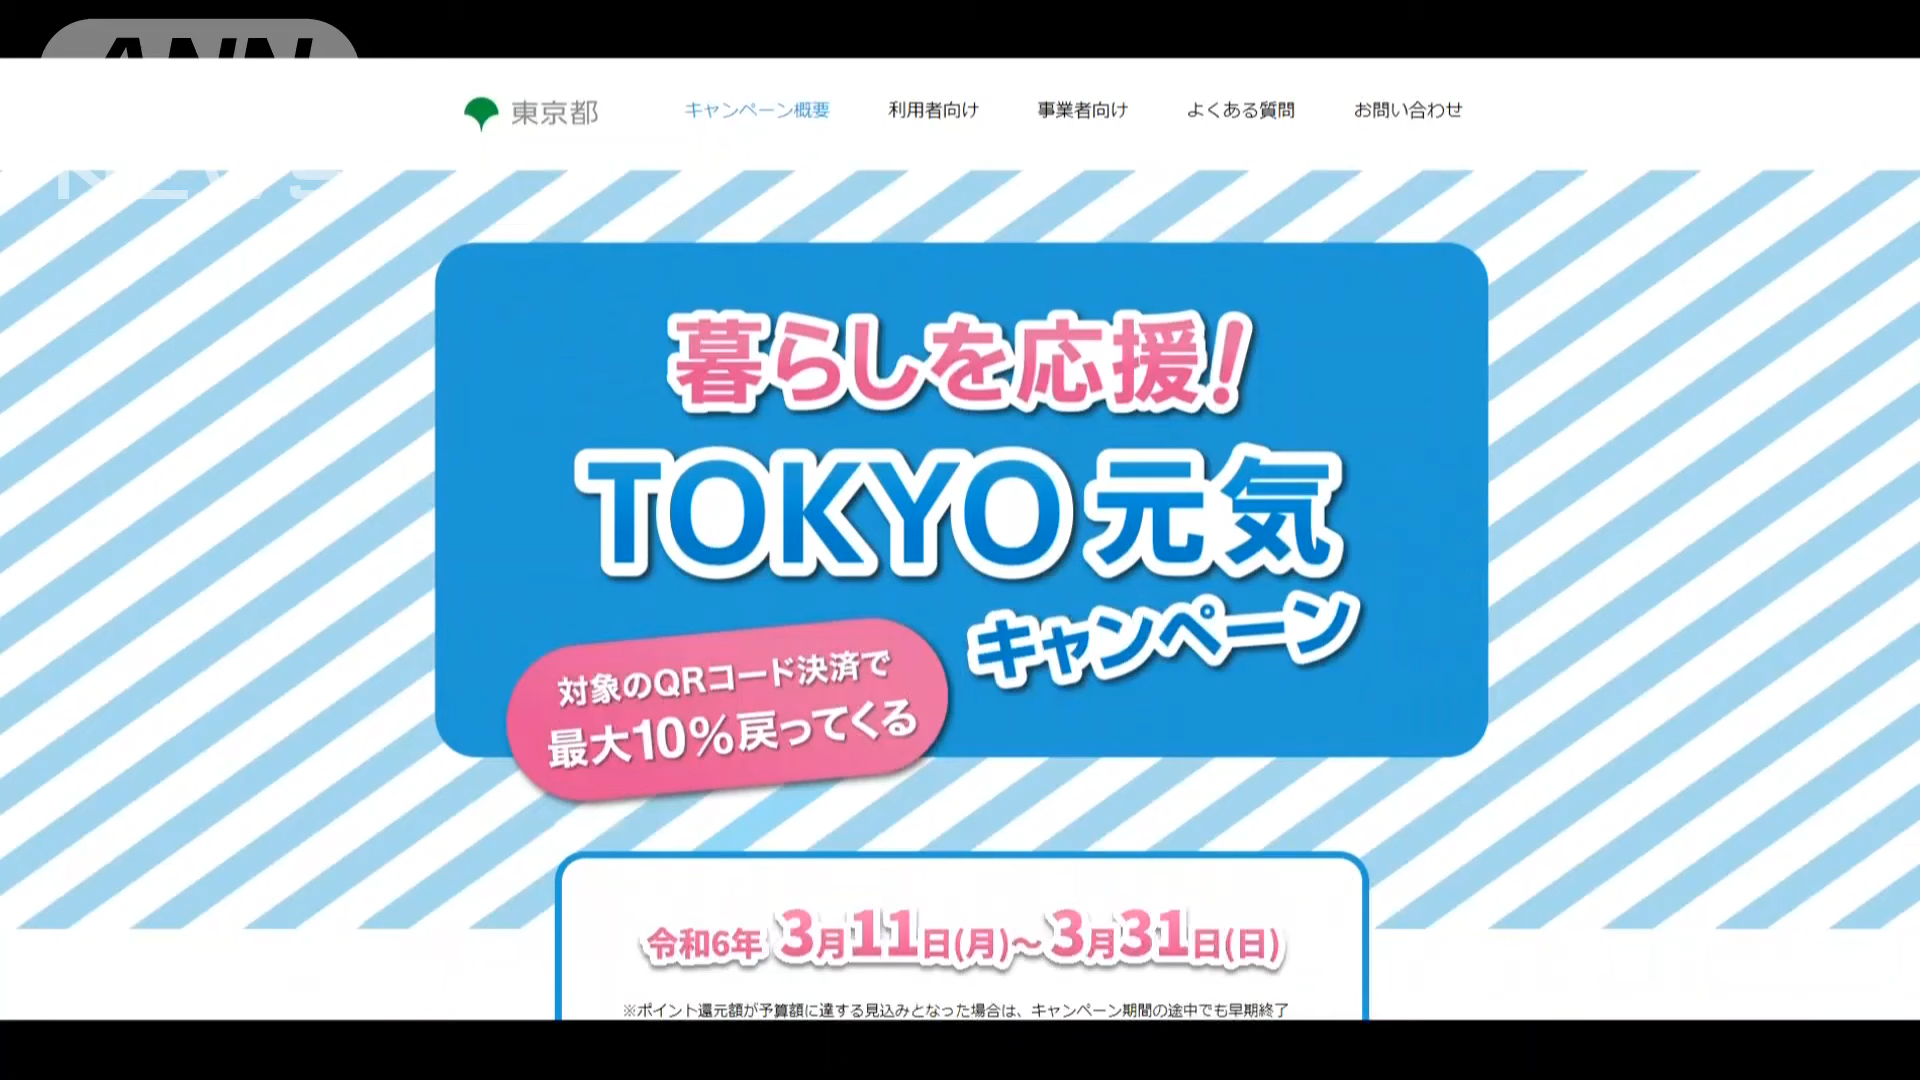 ANN
NEWS
東京都
キャンペーン概要
利用者向け
事業者向け
よくある質問
お問い合わせ
暮らしを応援!
TOKYO元気
キャンペーン
対象のQRコード決済で
最大10%戻ってくる
令和6年 3月11日(月)～3月31日(日)
※ポイント還元額が予算額に達する見込みとなった場合は、キャンペーン期間の途中でも早期終了